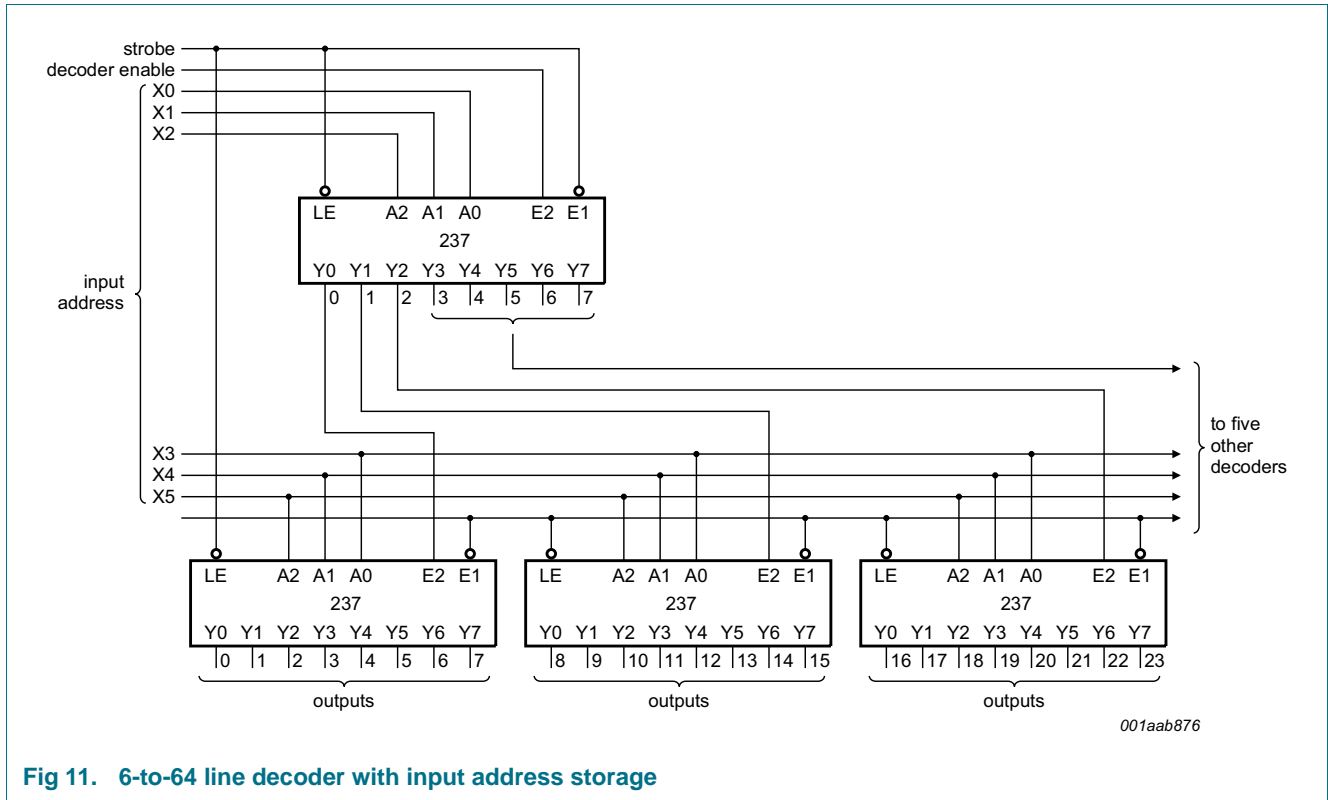 strobe
decoder enable
X0
X1
X2
LE A2 A1 A0 E2 E1
237
Y0 Y1 Y2 Y3 Y4 Y5 Y6 Y7
0 1 2 3 4 5 6 7
input
address
to five
other
decoders
X3
X4
X5
LE A2 A1 A0 E2 E1
237
Y0 Y1 Y2 Y3 Y4 Y5 Y6 Y7
0 1 2 3 4 5 6 7
outputs
LE A2 A1 A0 E2 E1
237
Y0 Y1 Y2 Y3 Y4 Y5 Y6 Y7
8 9 10 11 12 13 14 15
outputs
LE A2 A1 A0 E2 E1
237
Y0 Y1 Y2 Y3 Y4 Y5 Y6 Y7
16 17 18 19 20 21 22 23
outputs
001aab876
Fig 11. 6-to-64 line decoder with input address storage